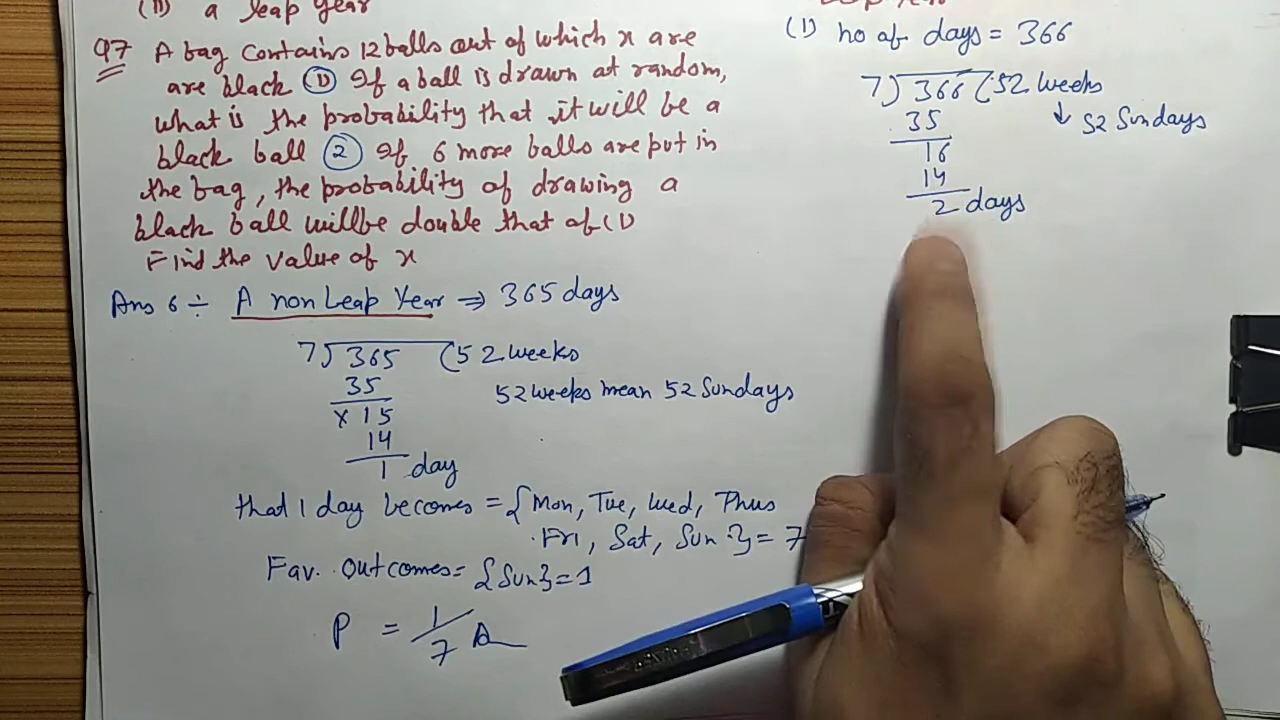 (II) a leap year
Q7 A bag contains 12 balls out of which x are
are black (1) If a ball is drawn at random,
what is the probability that it will be a
black ball (2) If 6 more balls are put in
the bag, the probability of drawing a
black ball will be double that of (1)
Find the value of x
Ans 6 ÷ A non Leap Year ⇒ 365 days
7) 365 (52 weeks
35
x 15
14
1 day
52 weeks mean 52 Sundays
that 1 day becomes = {Mon, Tue, Wed, Thus
Fri, Sat, Sun } = 7
Fav. Outcomes = {Sun} = 1
P = 1/7 A
(1) no of days = 366
7) 366 (52 weeks
↓ 52 Sundays
35
16
14
2 days